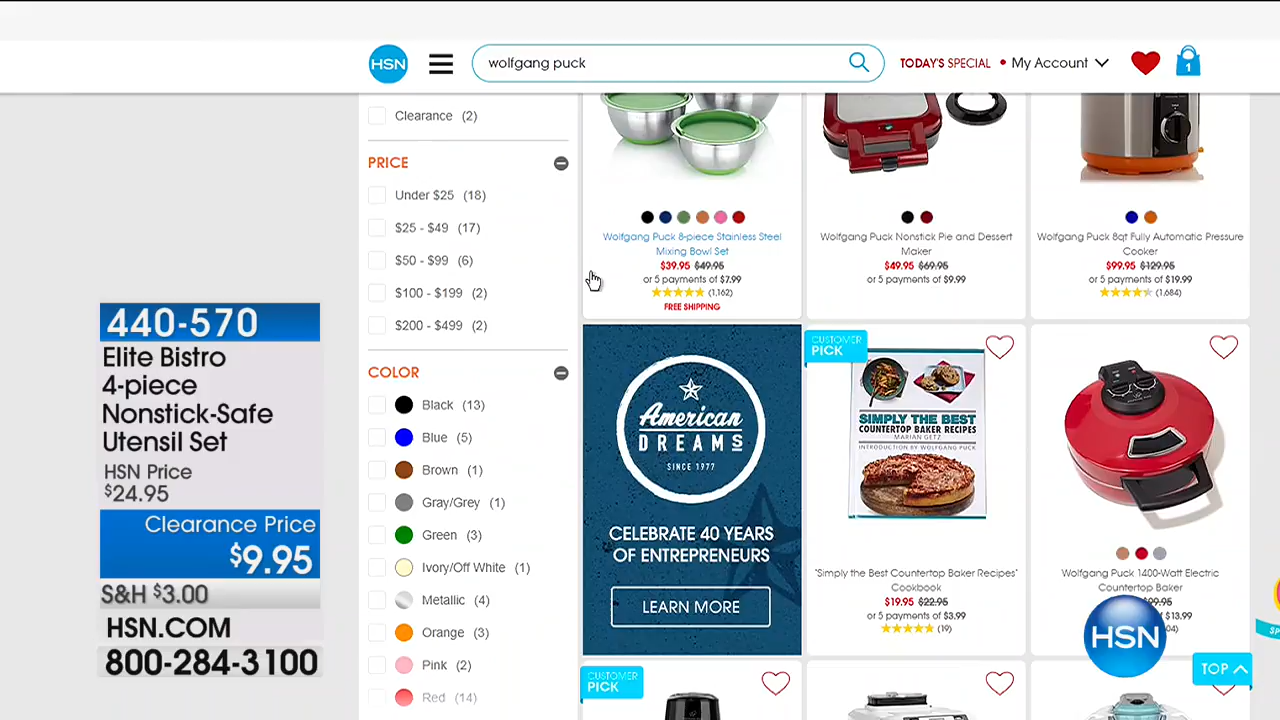 HSN
wolfgang puck
TODAY'S SPECIAL
My Account
1
Clearance (2)
PRICE
Under $25 (18)
$25 - $49 (17)
$50 - $99 (6)
$100 - $199 (2)
$200 - $499 (2)
COLOR
Black (13)
Blue (5)
Brown (1)
Gray/Grey (1)
Green (3)
Ivory/Off White (1)
Metallic (4)
Orange (3)
Pink (2)
Red (14)
440-570
Elite Bistro
4-piece
Nonstick-Safe
Utensil Set
HSN Price
$24.95
Clearance Price
$9.95
S&H $3.00
HSN.COM
800-284-3100
Wolfgang Puck 8-piece Stainless Steel
Mixing Bowl Set
$39.95 $49.95
or 5 payments of $7.99
(1,162)
FREE SHIPPING
Wolfgang Puck Nonstick Pie and Dessert
Maker
$49.95 $69.95
or 5 payments of $9.99
Wolfgang Puck 8qt Fully Automatic Pressure
Cooker
$99.95 $129.95
or 5 payments of $19.99
(1,684)
American
DREAMS
SINCE 1977
CELEBRATE 40 YEARS
OF ENTREPRENEURS
LEARN MORE
CUSTOMER
PICK
SIMPLY THE BEST
COUNTERTOP BAKER RECIPES
MARIAN GETZ
INTRODUCTION BY WOLFGANG PUCK
"Simply the Best Countertop Baker Recipes"
Cookbook
$19.95 $22.95
or 5 payments of $3.99
(19)
Wolfgang Puck 1400-Watt Electric
Countertop Baker
HSN
TOP
CUSTOMER
PICK